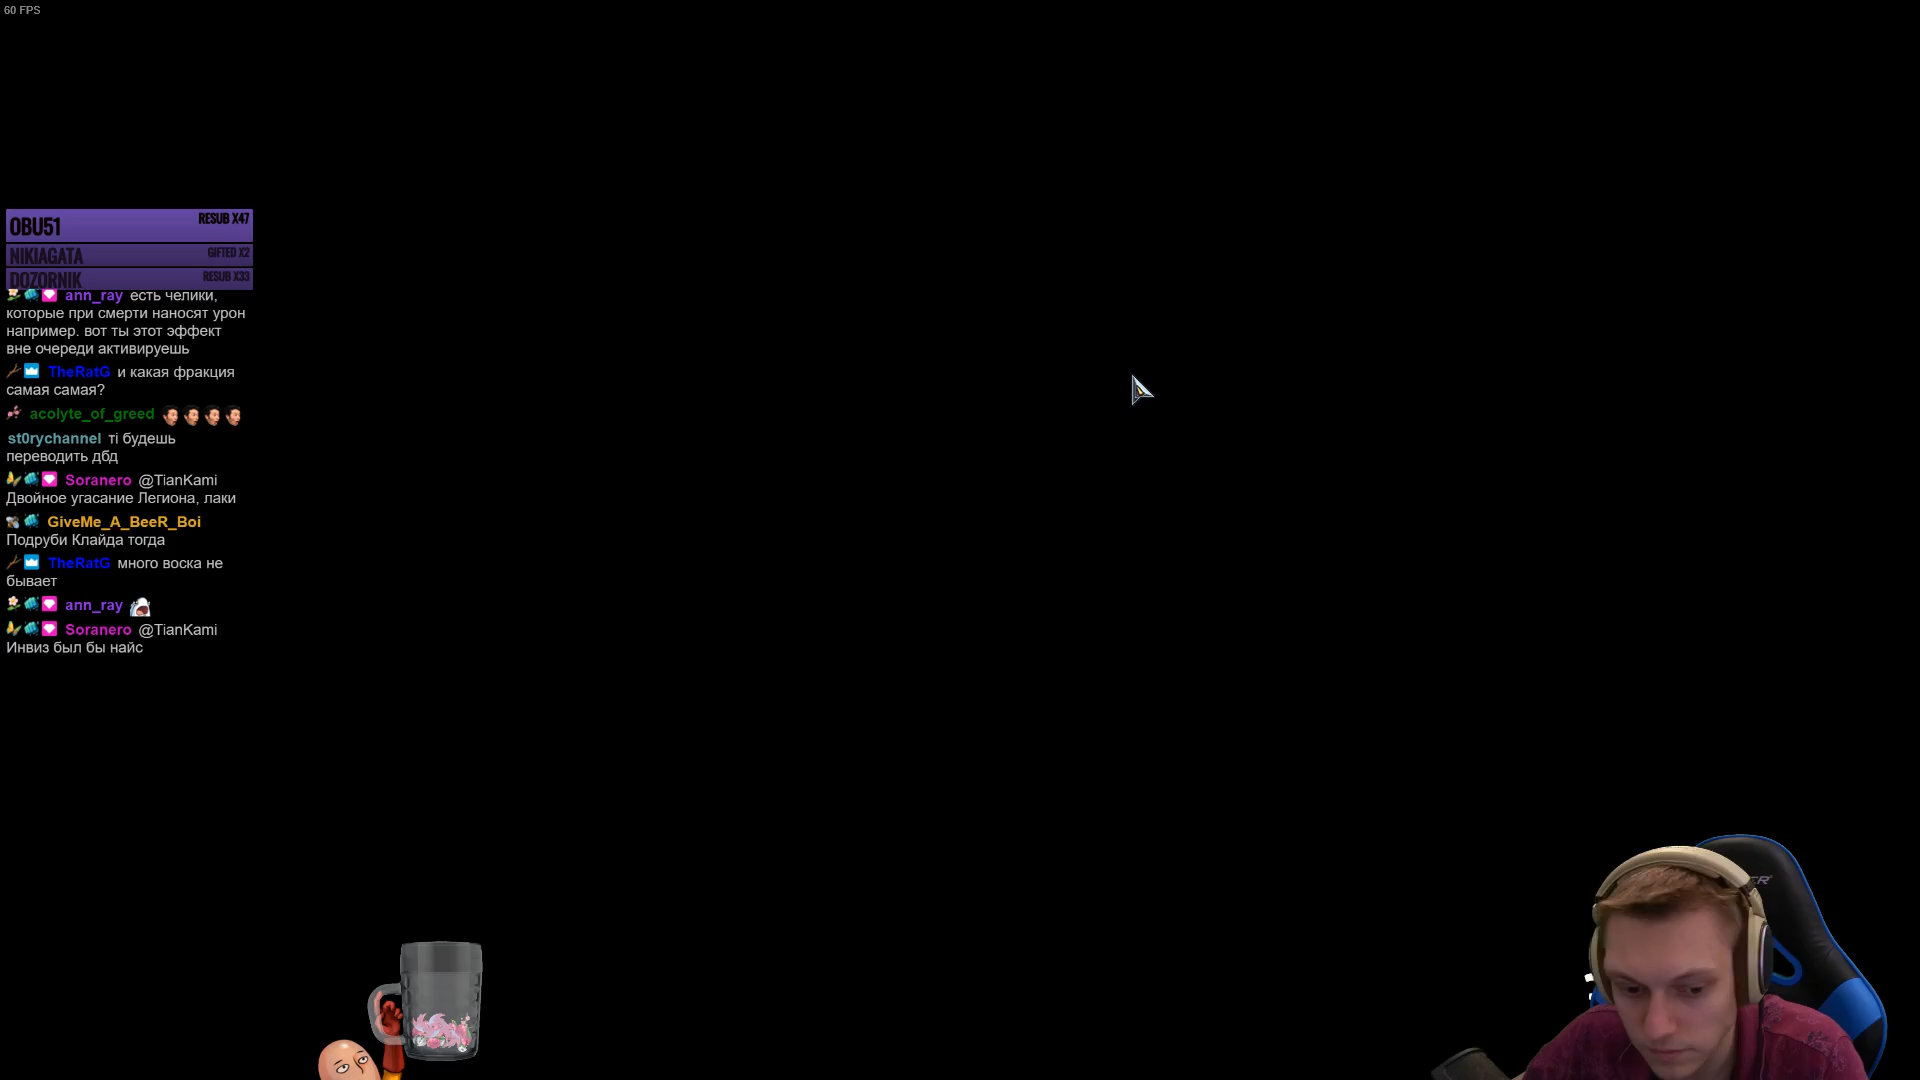 60 FPS
OBU51 RESUB X47
NIKIAGATA GIFTED X2
DOZORNIK RESUB X33
ann_ray есть челики,
которые при смерти наносят урон
например. вот ты этот эффект
вне очереди активируешь
TheRatG и какая фракция
самая самая?
acolyte_of_greed
st0rychannel ті будешь
переводить дбд
Soranero @TianKami
Двойное угасание Легиона, лаки
GiveMe_A_BeeR_Boi
Подруби Клайда тогда
TheRatG много воска не
бывает
ann_ray
Soranero @TianKami
Инвиз был бы найс